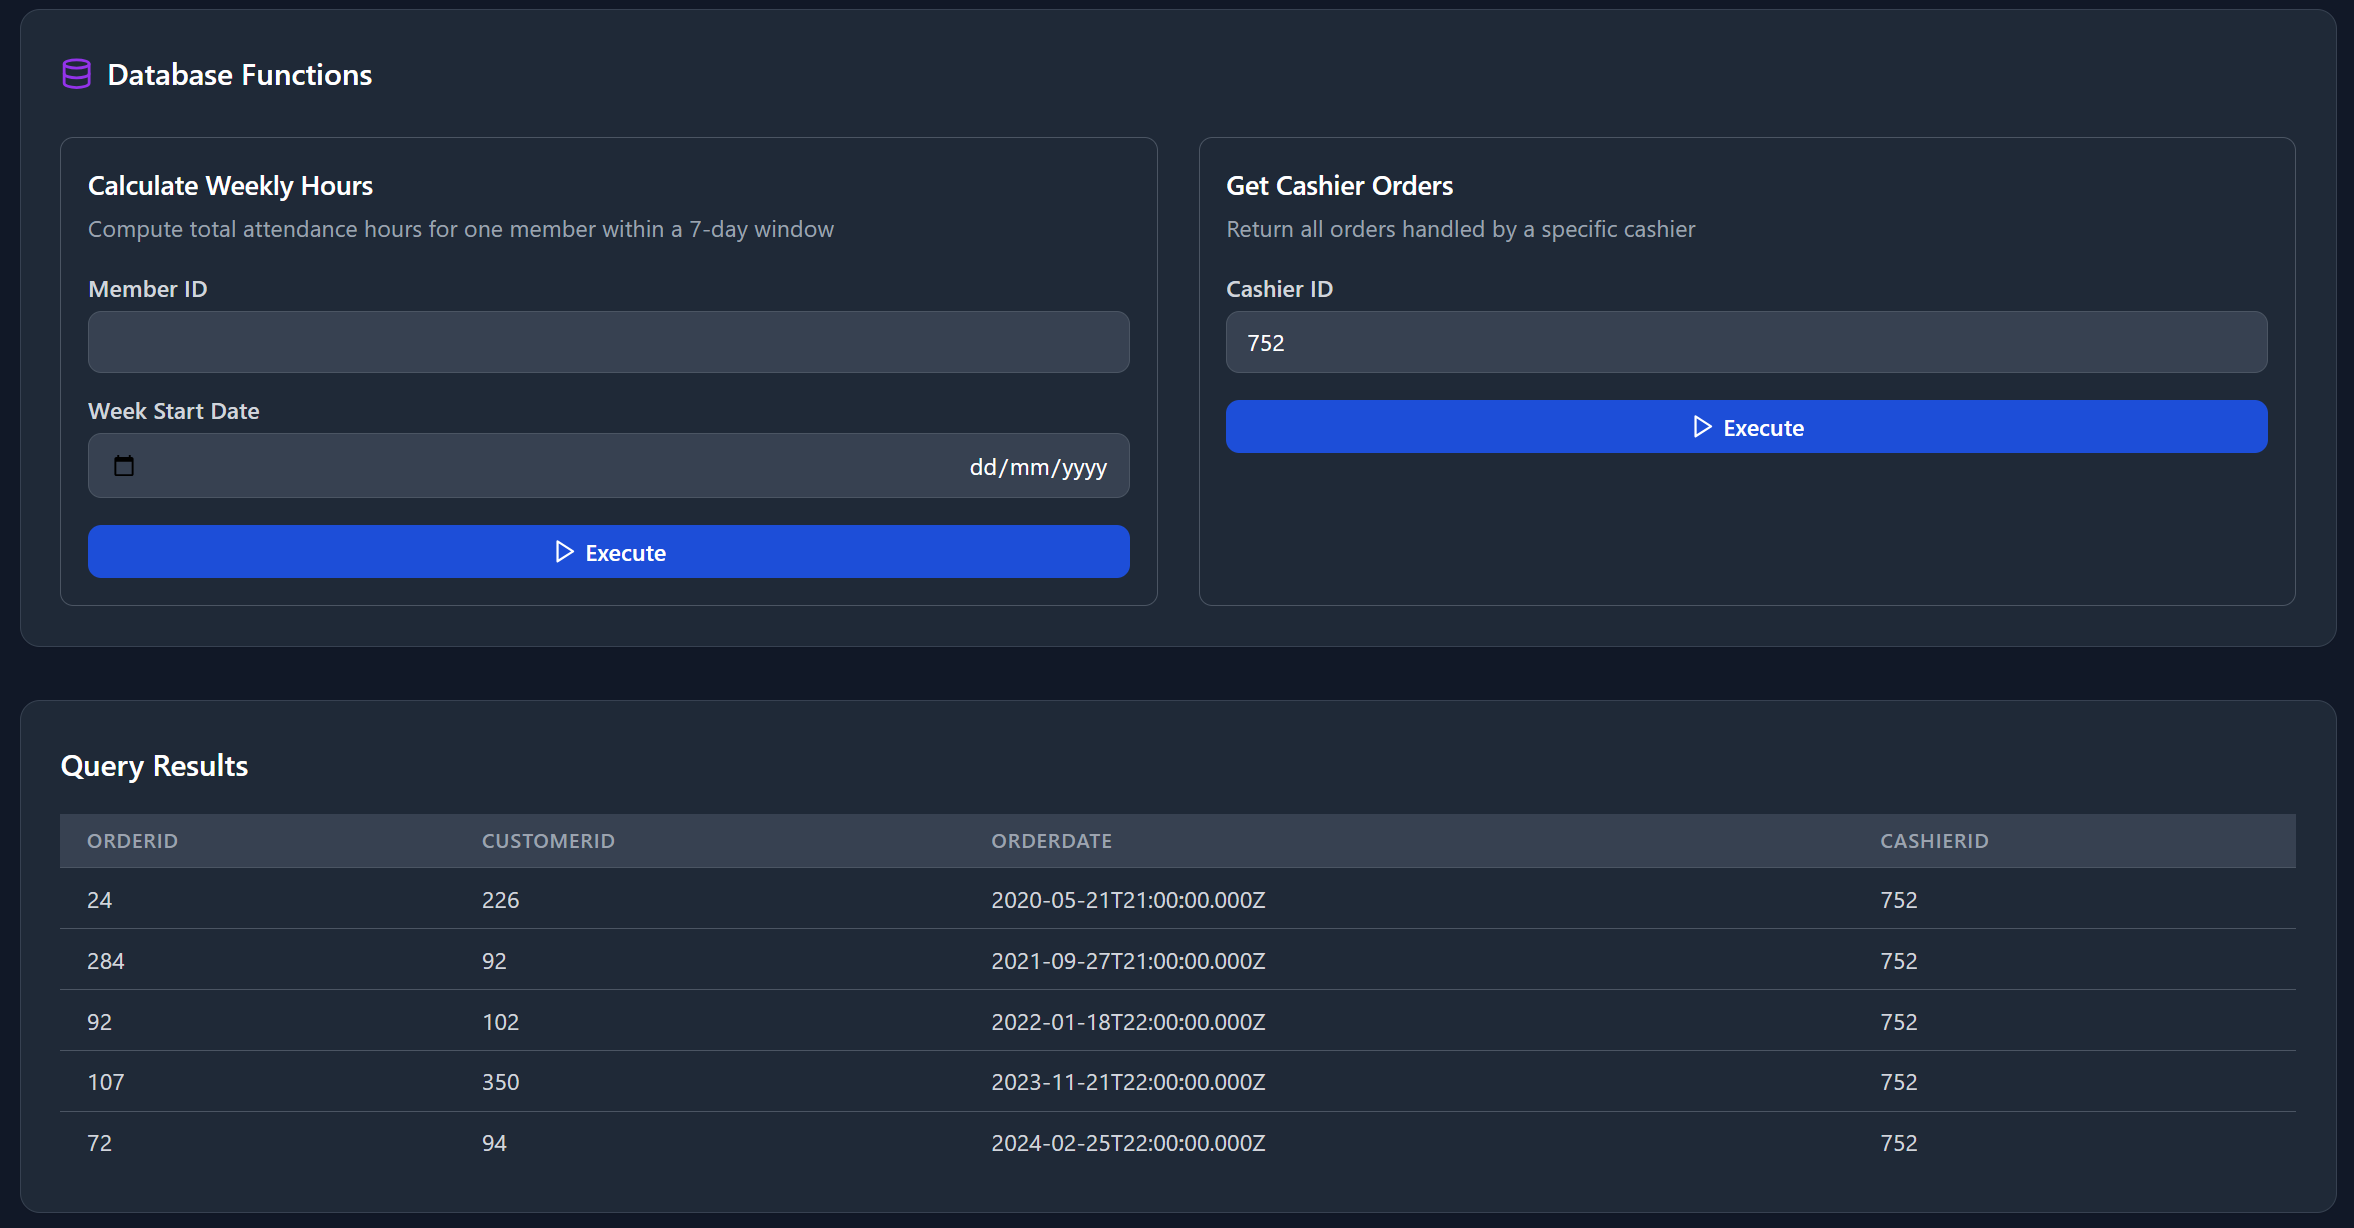 Database Functions
Calculate Weekly Hours
Compute total attendance hours for one member within a 7-day window
Member ID
Week Start Date
dd/mm/yyyy
Execute
Get Cashier Orders
Return all orders handled by a specific cashier
Cashier ID
752
Execute
Query Results
ORDERID CUSTOMERID ORDERDATE CASHIERID
24 226 2020-05-21T21:00:00.000Z 752
284 92 2021-09-27T21:00:00.000Z 752
92 102 2022-01-18T22:00:00.000Z 752
107 350 2023-11-21T22:00:00.000Z 752
72 94 2024-02-25T22:00:00.000Z 752